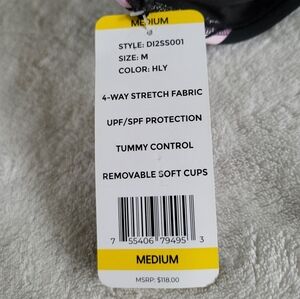 MEDIUM
STYLE: DI2SS001
SIZE: M
COLOR: HLY
4-WAY STRETCH FABRIC
UPF/SPF PROTECTION
TUMMY CONTROL
REMOVABLE SOFT CUPS
7 55406 79495 3
MEDIUM
MSRP: $118.00